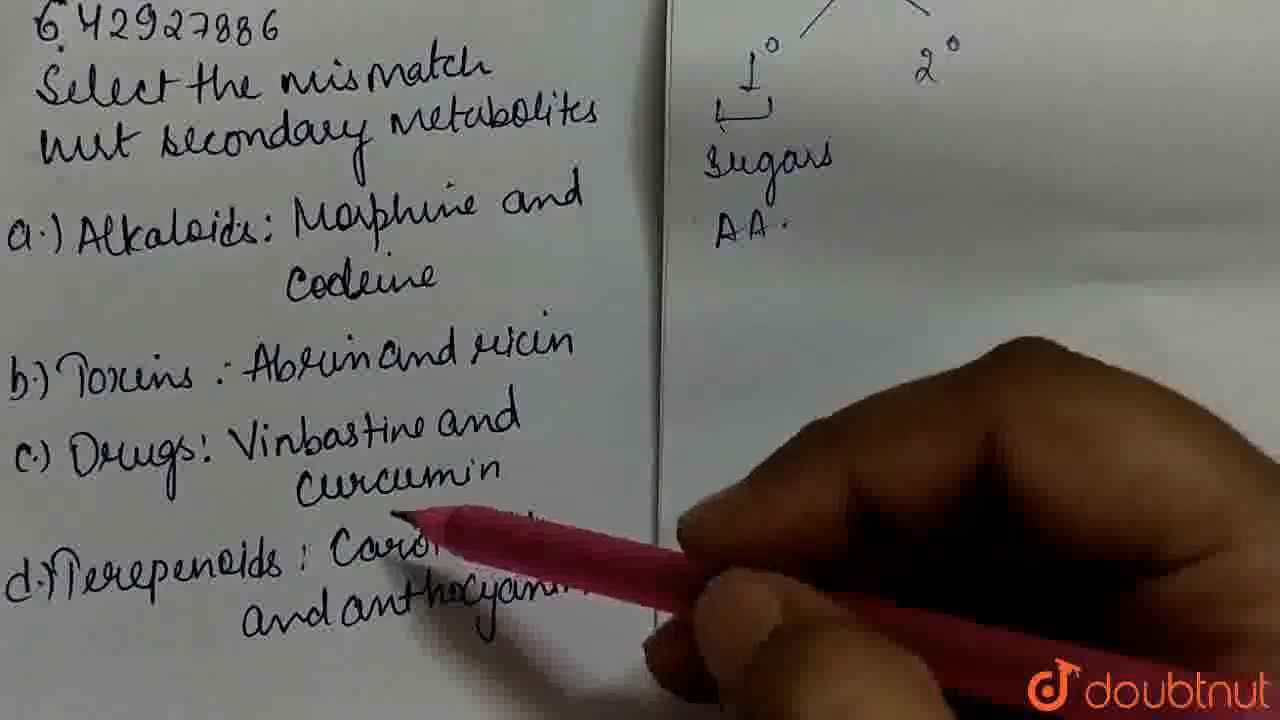 6.42927886
Select the mismatch
wrt secondary metabolites
a.) Alkaloids: Morphine and
codeine
b.) Toxins: Abrin and ricin
c.) Drugs: Vinbastine and
curcumin
d.) Terepenoids:
and
1°
2°
Sugars
AA.
doubtnut